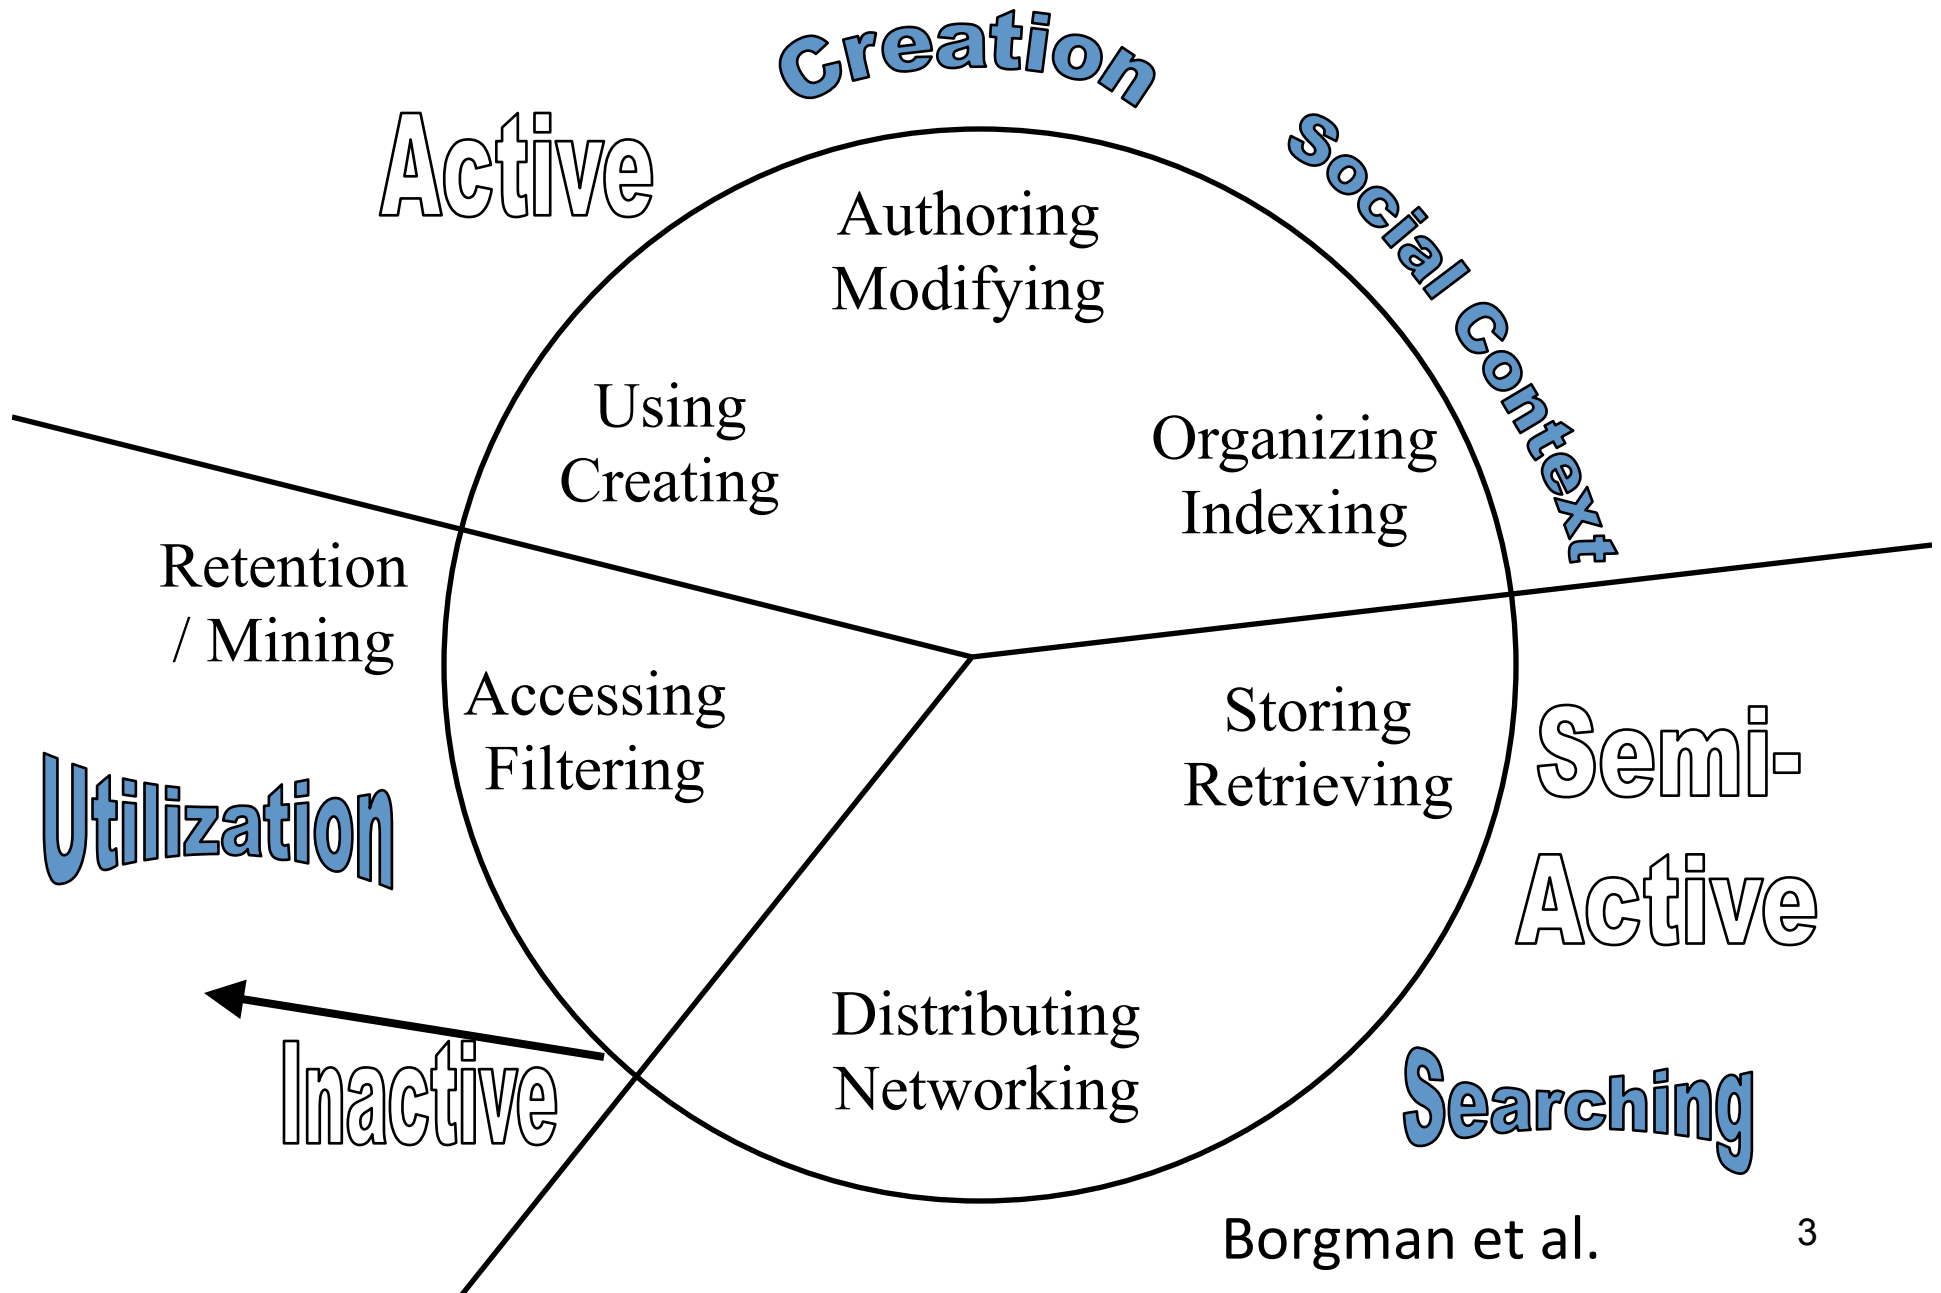 Creation
Active
Social Context
Authoring
Modifying
Using
Creating
Organizing
Indexing
Retention
/ Mining
Accessing
Filtering
Storing
Retrieving
Semi-
Active
Utilization
Inactive
Distributing
Networking
Searching
Borgman et al.
3